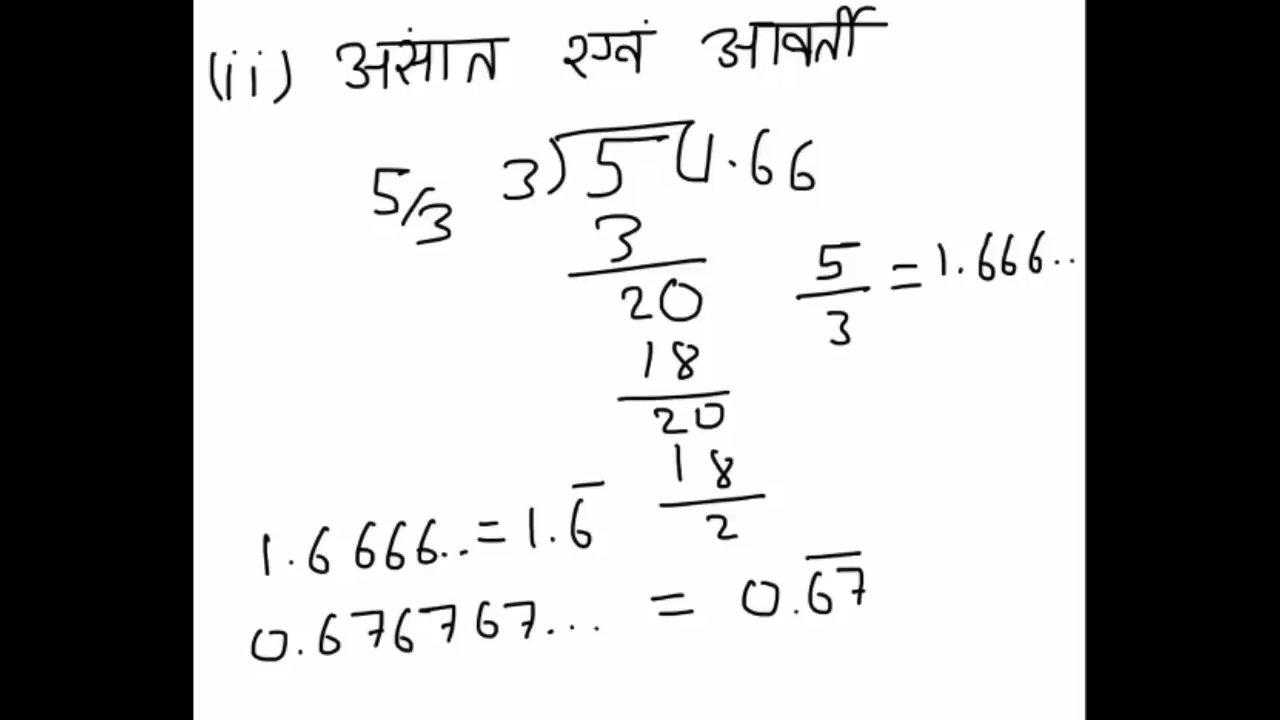 (ii) असांत एवं आवर्ती
5/3 3)5(1.66
3
20
5/3 = 1.666..
18
20
18
2
1.6666.. = 1.6̅
0.676767... = 0.6̅7̅